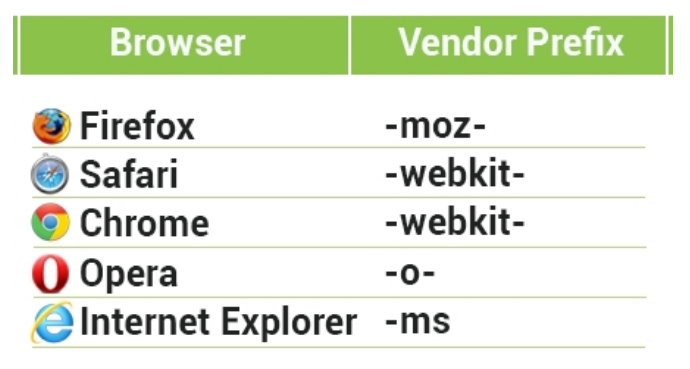 Browser Vendor Prefix
Firefox -moz-
Safari -webkit-
Chrome -webkit-
Opera -o-
Internet Explorer -ms